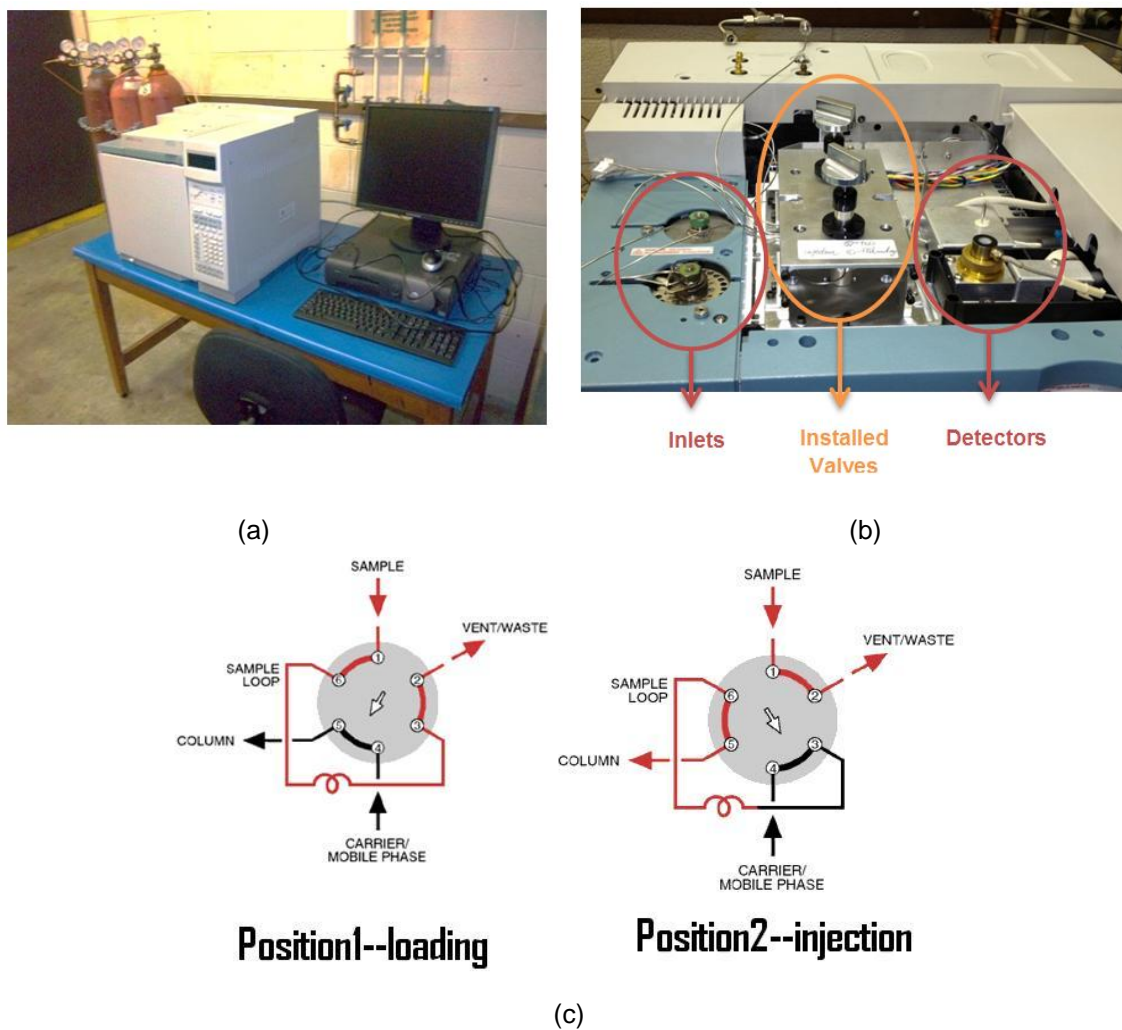 Inlets
Installed
Valves
Detectors
(a)
(b)
SAMPLE
VENT/WASTE
SAMPLE
LOOP
COLUMN
CARRIER/
MOBILE PHASE
1
2
3
4
5
6
Position1--loading
SAMPLE
VENT/WASTE
SAMPLE
LOOP
COLUMN
CARRIER/
MOBILE PHASE
1
2
3
4
5
6
Position2--injection
(c)